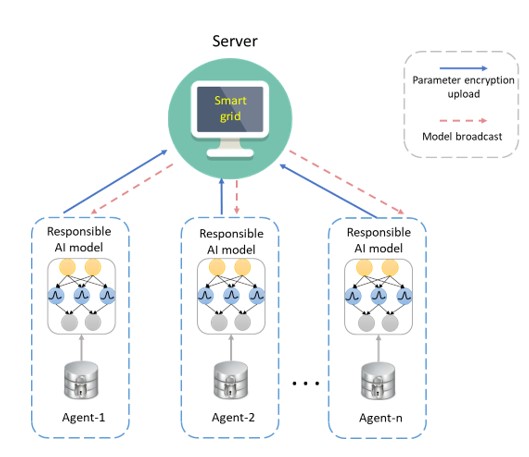 Server
Smart
grid
Parameter encryption
upload
Model broadcast
Responsible
AI model
Responsible
AI model
Responsible
AI model
Agent-1
Agent-2
...
Agent-n